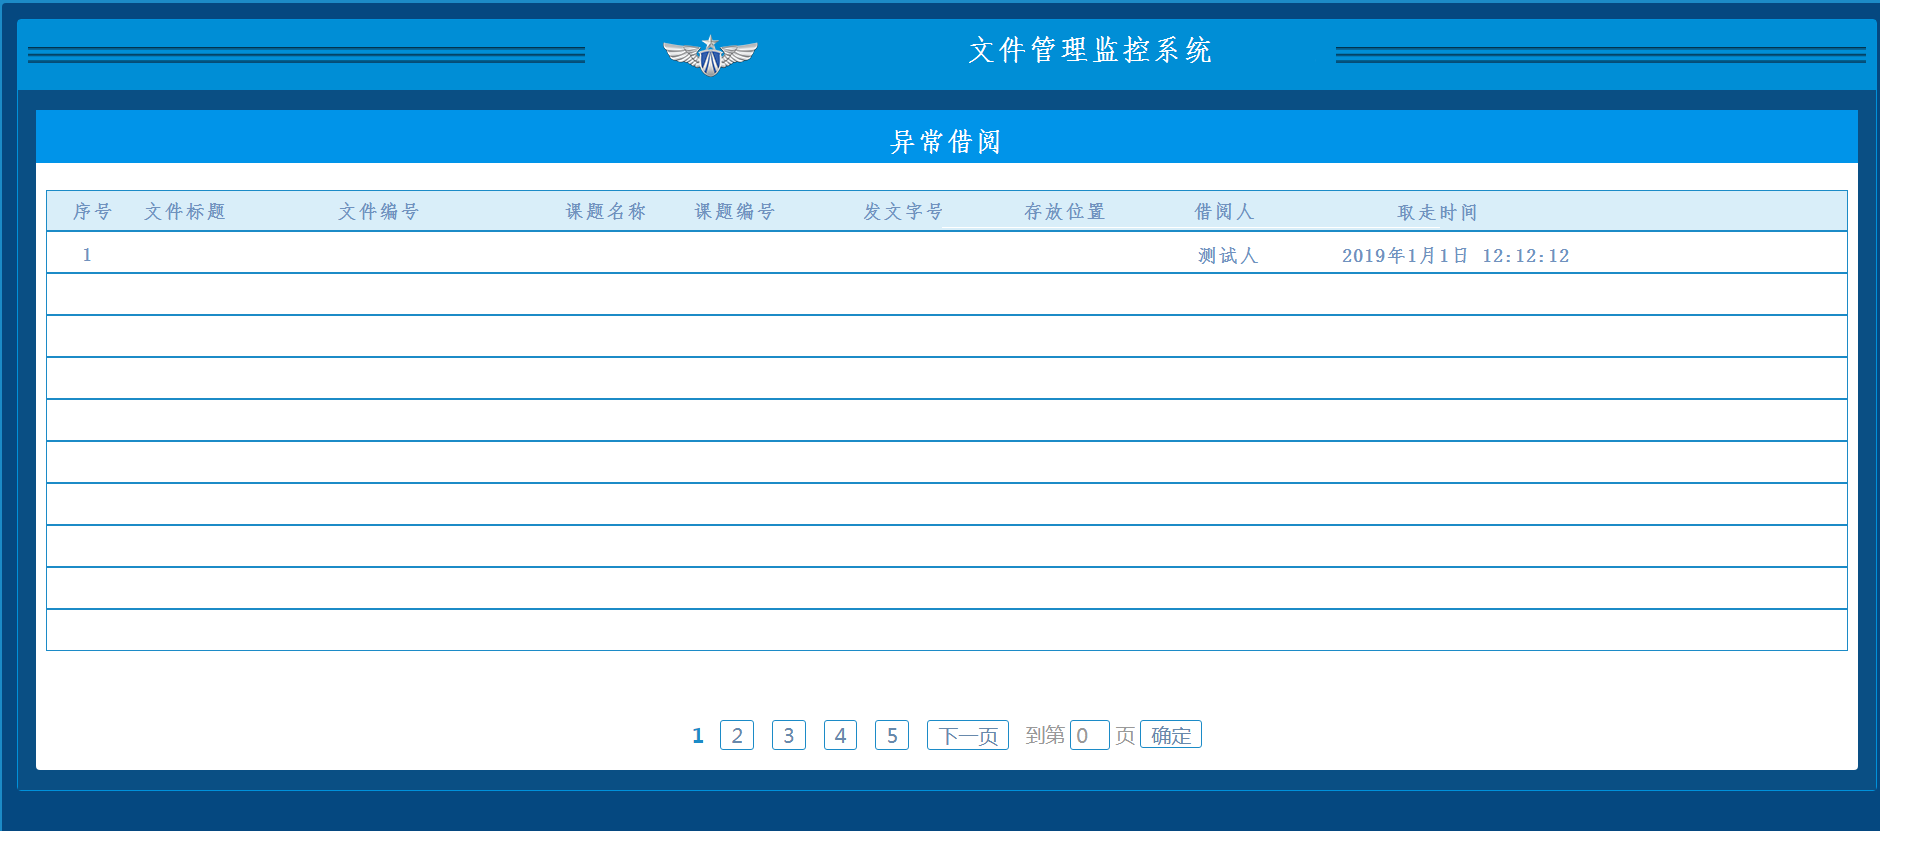 文件管理监控系统
异常借阅
序号 文件标题 文件编号 课题名称 课题编号 发文字号 存放位置 借阅人 取走时间
1 测试人 2019年1月1日 12:12:12
1 2 3 4 5 下一页 到第 0 页 确定